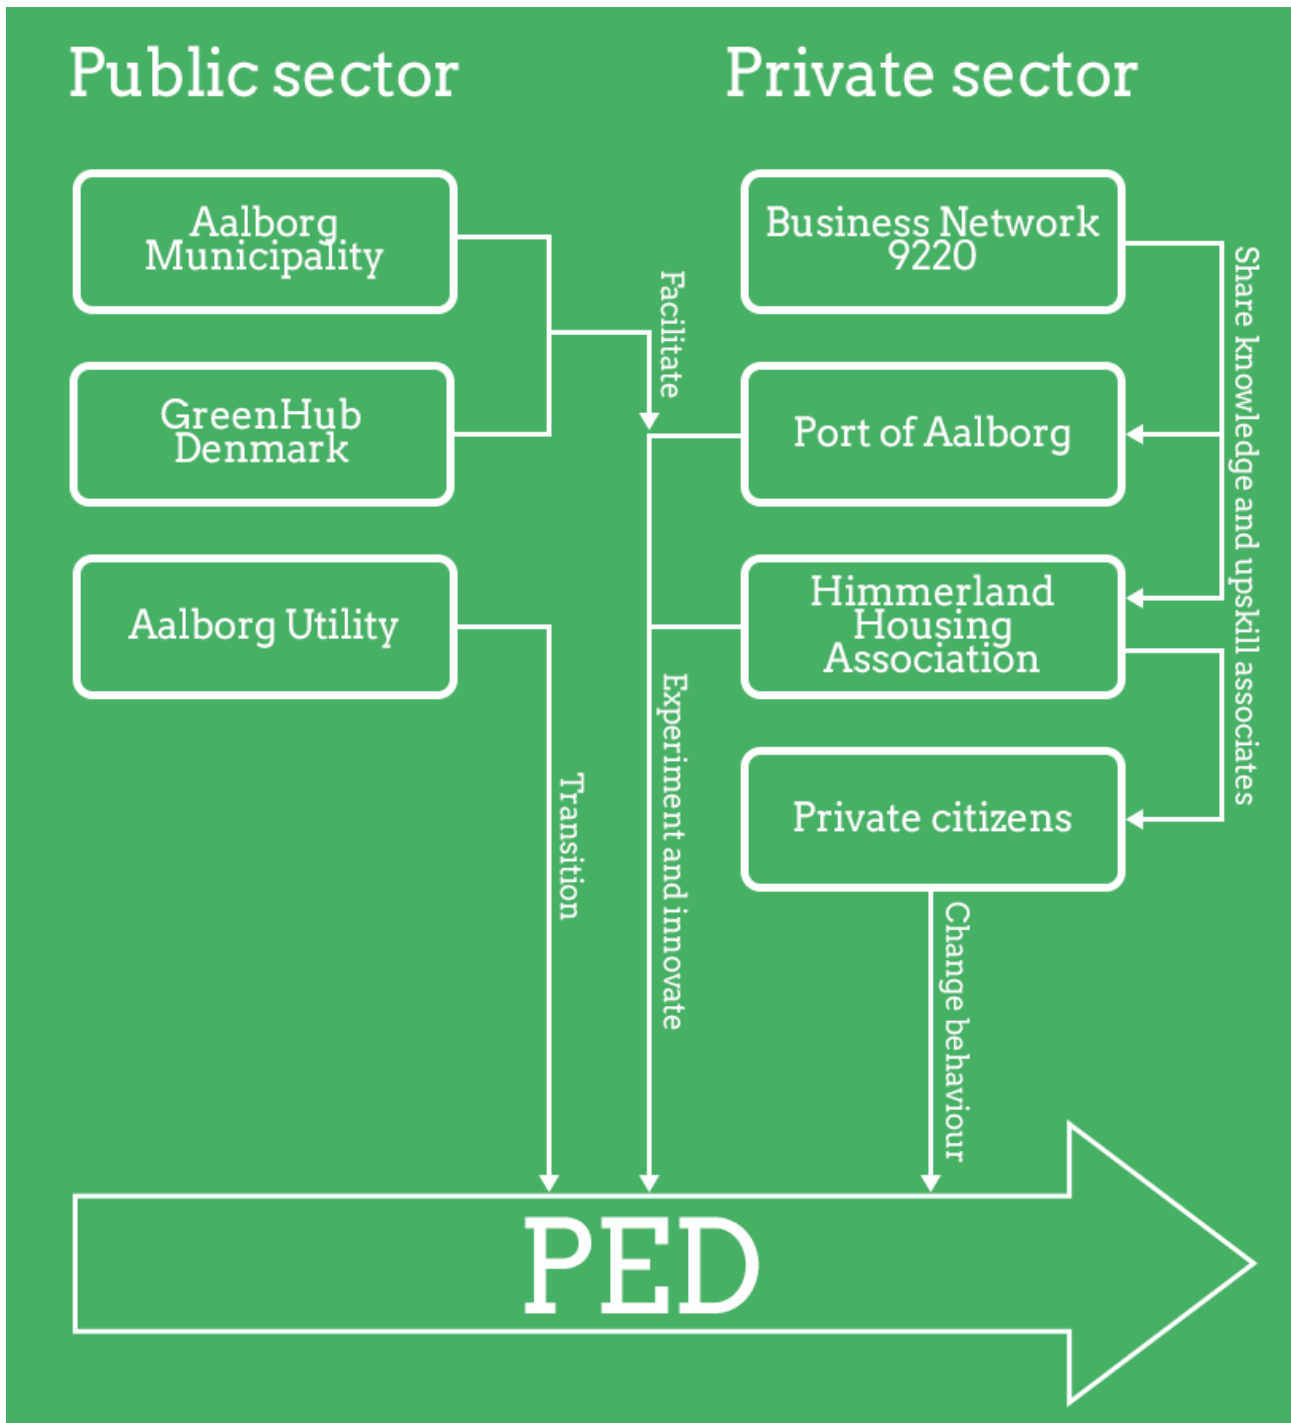 Public sector
Private sector
Aalborg
Municipality
Business Network
9220
Facilitate
Share knowledge and upskill associates
GreenHub
Denmark
Port of Aalborg
Aalborg Utility
Himmerland
Housing
Association
Experiment and innovate
Transition
Private citizens
Change behaviour
PED